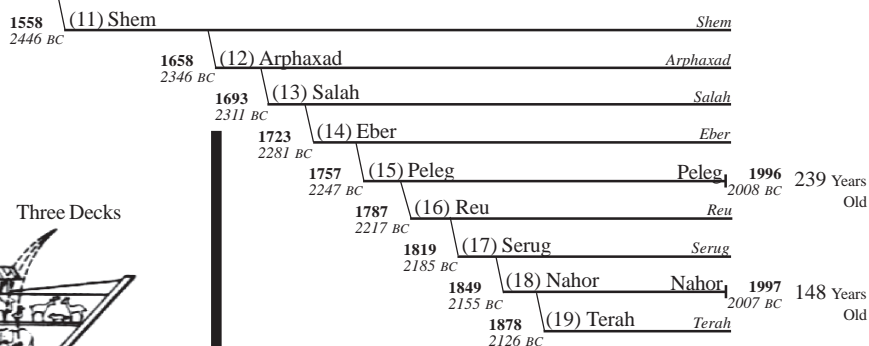 1558 (11) Shem Shem
2446 BC
1658 (12) Arphaxad Arphaxad
2346 BC
1693 (13) Salah Salah
2311 BC
1723 (14) Eber Eber
2281 BC
1757 (15) Peleg Peleg 1996 239 Years
2247 BC 2008 BC Old
Three Decks
1787 (16) Reu Reu
2217 BC
1819 (17) Serug Serug
2185 BC
1849 (18) Nahor Nahor 1997 148 Years
2155 BC 2007 BC Old
1878 (19) Terah Terah
2126 BC